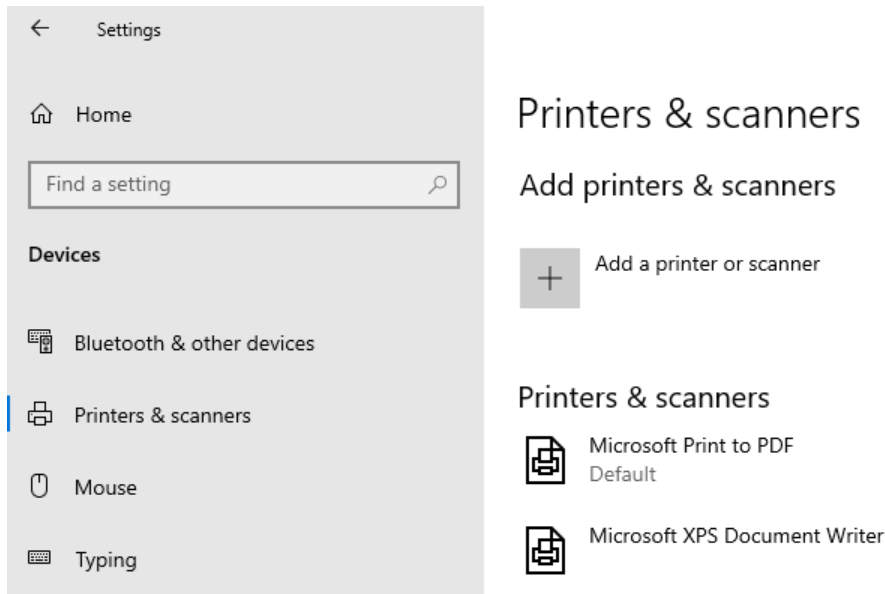 Settings
Home
Find a setting
Devices
Bluetooth & other devices
Printers & scanners
Mouse
Typing
Printers & scanners
Add printers & scanners
Add a printer or scanner
Printers & scanners
Microsoft Print to PDF
Default
Microsoft XPS Document Writer